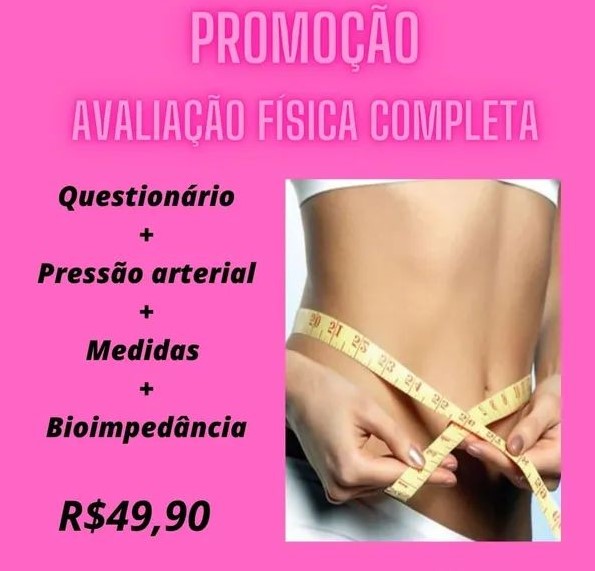 PROMOÇÃO
AVALIAÇÃO FÍSICA COMPLETA
Questionário
+
Pressão arterial
+
Medidas
+
Bioimpedância
R$49,90